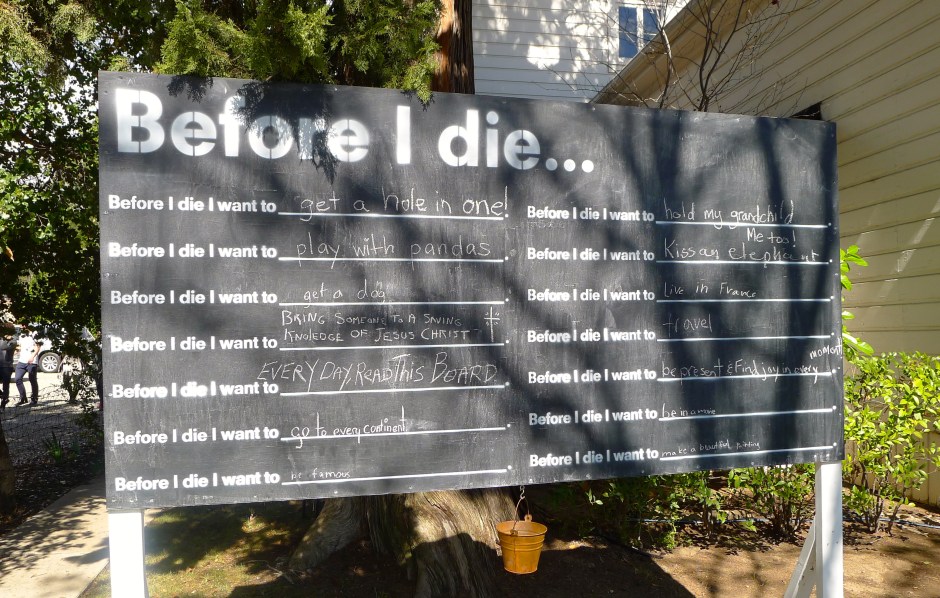 Before I die...
Before I die I want to get a hole in one!
Before I die I want to play with pandas.
Before I die I want to get a dog.
BRING SOMEONE TO A SAVING
Before I die I want to KNOLEDGE OF JESUS CHRIST.
Before I die I want to EVERY DAY, READ THIS BOARD.
Before I die I want to go to every continent.
Before I die I want to be famous.
Before I die I want to hold my grandchild.
Me too!
Before I die I want to Kiss an elephant.
Before I die I want to Live in France.
Before I die I want to travel.
Before I die I want to be present & Find joy in every moment.
Before I die I want to be in a movie.
Before I die I want to make a beautiful.